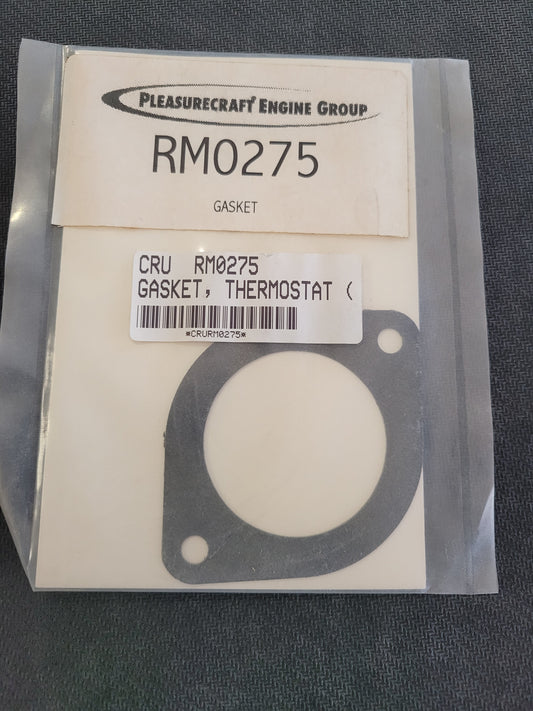 PLEASURECRAFT ENGINE GROUP
RM0275
GASKET
CRU RM0275
GASKET, THERMOSTAT (
*CRURM0275*